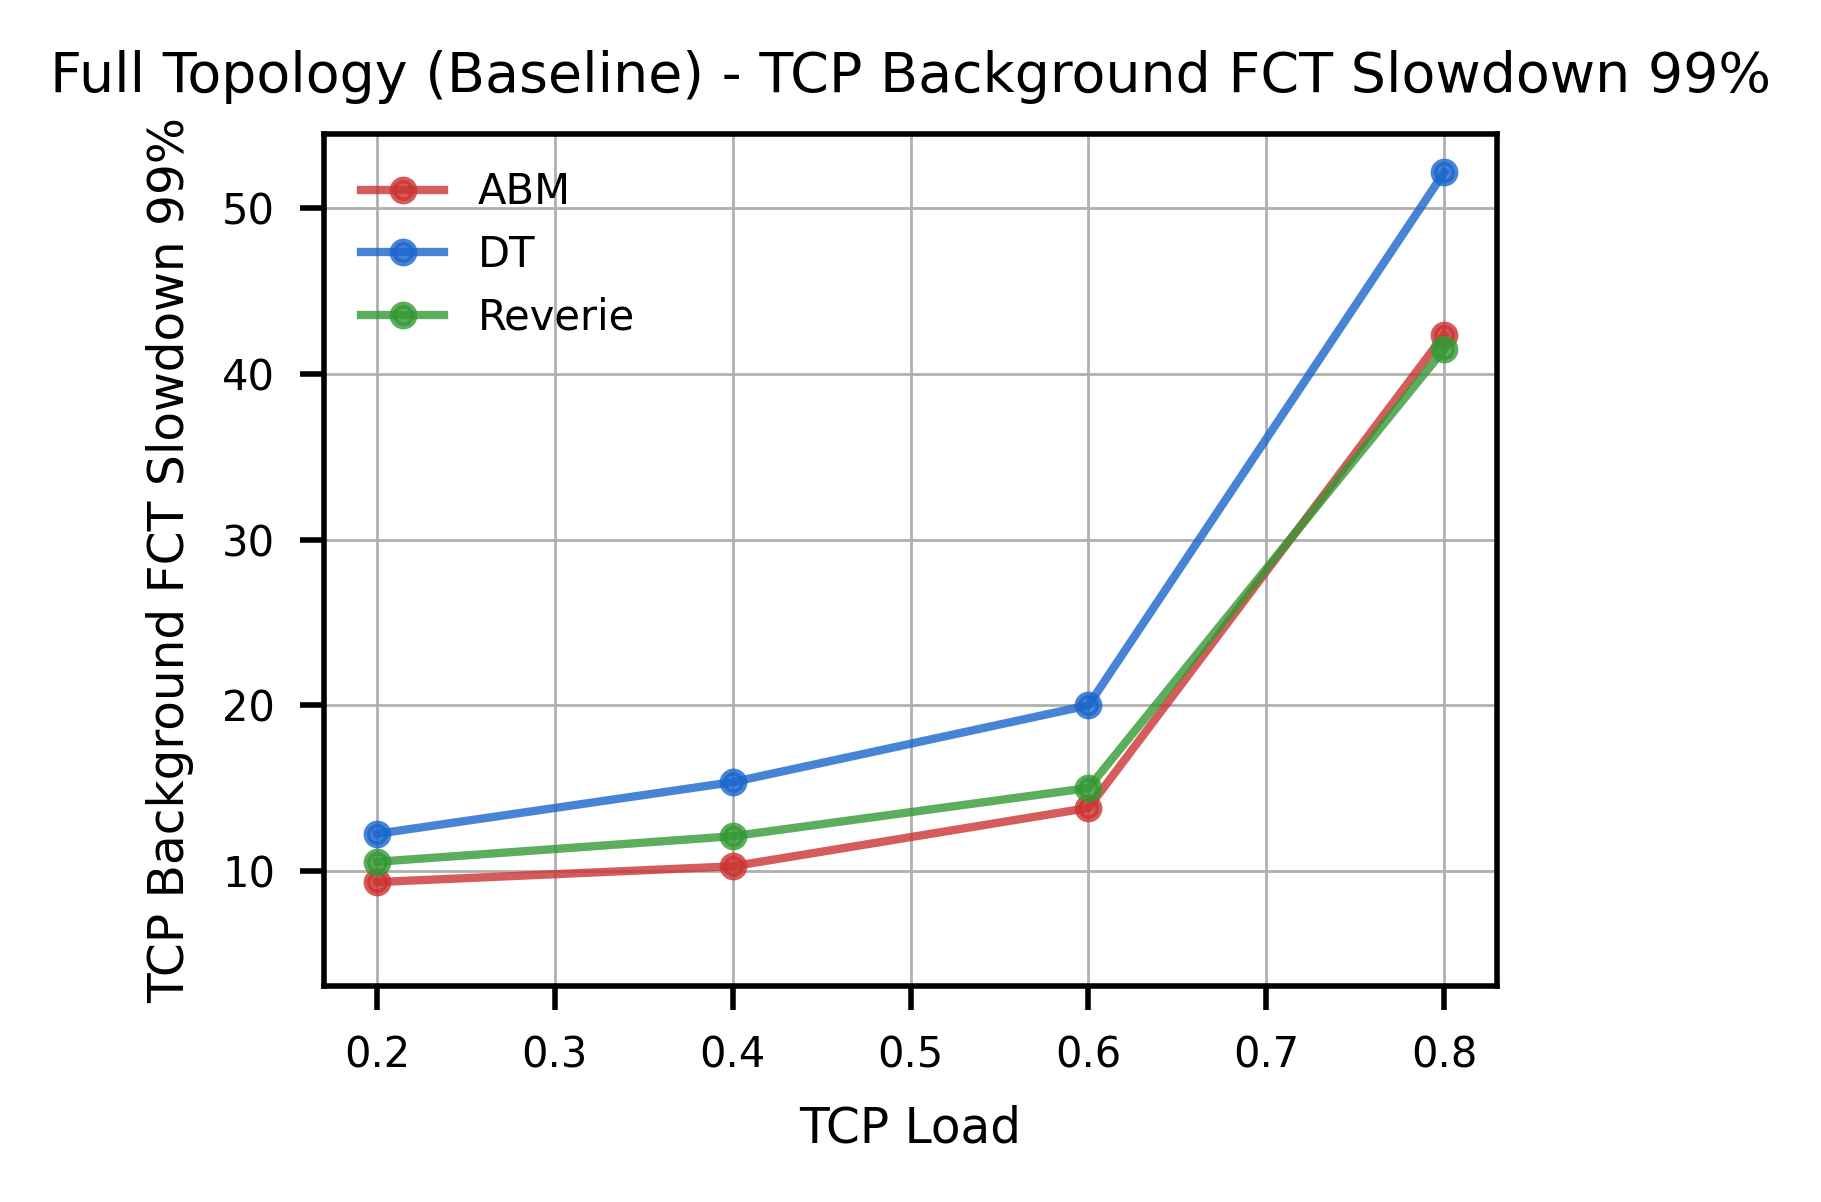 Full Topology (Baseline) - TCP Background FCT Slowdown 99%
TCP Background FCT Slowdown 99%
50
40
30
20
10
ABM
DT
Reverie
0.2 0.3 0.4 0.5 0.6 0.7 0.8
TCP Load